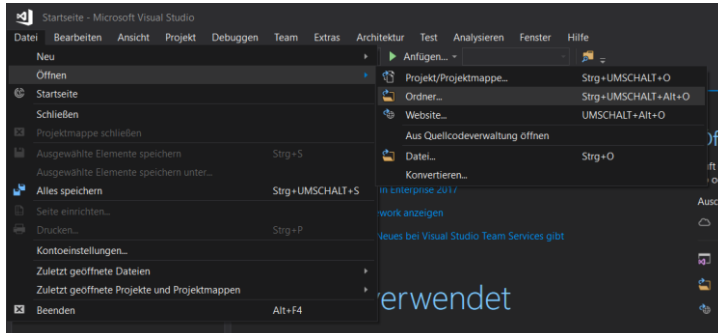 Startseite - Microsoft Visual Studio
Datei Bearbeiten Ansicht Projekt Debuggen Team Extras Architektur Test Analysieren Fenster Hilfe
Neu
Anfügen...
Öffnen
Projekt/Projektmappe... Strg+UMSCHALT+O
Startseite
Ordner... Strg+UMSCHALT+Alt+O
Schließen
Website... UMSCHALT+Alt+O
Projektmappe schließen
Aus Quellcodeverwaltung öffnen
Ausgewählte Elemente speichern Strg+S
Datei... Strg+O
Ausgewählte Elemente speichern unter...
Konvertieren...
Alles speichern Strg+UMSCHALT+S
in Enterprise 2017
Seite einrichten...
work anzeigen
Drucken... Strg+P
Neues bei Visual Studio Team Services gibt
Kontoeinstellungen...
Zuletzt geöffnete Dateien
Zuletzt geöffnete Projekte und Projektmappen
erwendet
Beenden Alt+F4